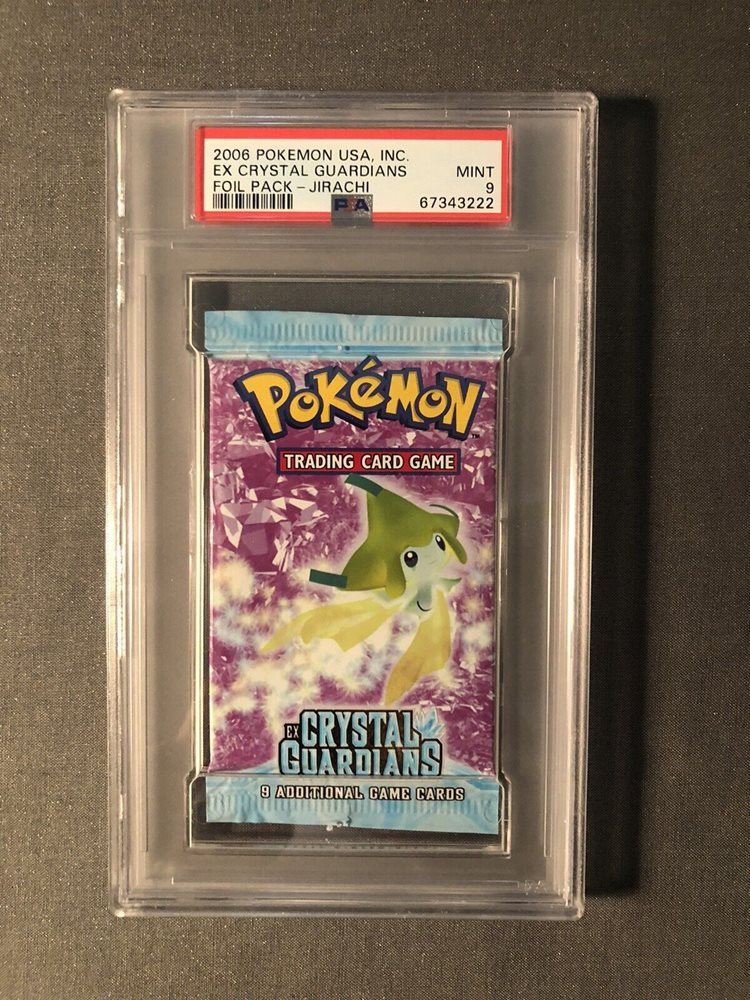 2006 POKEMON USA, INC.
EX CRYSTAL GUARDIANS MINT
FOIL PACK – JIRACHI 9
PSA 67343222
POKéMON™
TRADING CARD GAME
EX CRYSTAL
GUARDIANS
9 ADDITIONAL GAME CARDS